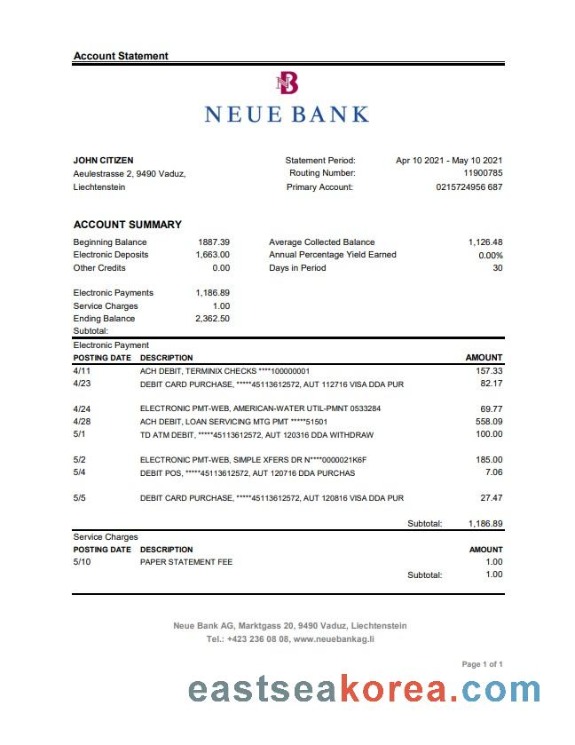 Account Statement
NB
NEUE BANK
JOHN CITIZEN
Aeulestrasse 2, 9490 Vaduz,
Liechtenstein
Statement Period: Apr 10 2021 - May 10 2021
Routing Number: 11900785
Primary Account: 0215724956 687
ACCOUNT SUMMARY
Beginning Balance 1887.39 Average Collected Balance 1,126.48
Electronic Deposits 1,663.00 Annual Percentage Yield Earned 0.00%
Other Credits 0.00 Days in Period 30
Electronic Payments 1,186.89
Service Charges 1.00
Ending Balance 2,362.50
Subtotal:
Electronic Payment
POSTING DATE DESCRIPTION AMOUNT
4/11 ACH DEBIT, TERMINIX CHECKS ****100000001 157.33
4/23 DEBIT CARD PURCHASE, *****45113612572, AUT 112716 VISA DDA PUR 82.17
4/24 ELECTRONIC PMT-WEB, AMERICAN-WATER UTIL-PMNT 0533284 69.77
4/28 ACH DEBIT, LOAN SERVICING MTG PMT *****51501 558.09
5/1 TD ATM DEBIT, *****45113612572, AUT 120316 DDA WITHDRAW 100.00
5/2 ELECTRONIC PMT-WEB, SIMPLE XFERS DR N****0000021K6F 185.00
5/4 DEBIT POS, *****45113612572, AUT 120716 DDA PURCHAS 7.06
5/5 DEBIT CARD PURCHASE, *****45113612572, AUT 120816 VISA DDA PUR 27.47
Subtotal: 1,186.89
Service Charges
POSTING DATE DESCRIPTION AMOUNT
5/10 PAPER STATEMENT FEE 1.00
Subtotal: 1.00
Neue Bank AG, Marktgass 20, 9490 Vaduz, Liechtenstein
Tel.: +423 236 08 08, www.neuebankag.li
Page 1 of 1
eastseakorea.com